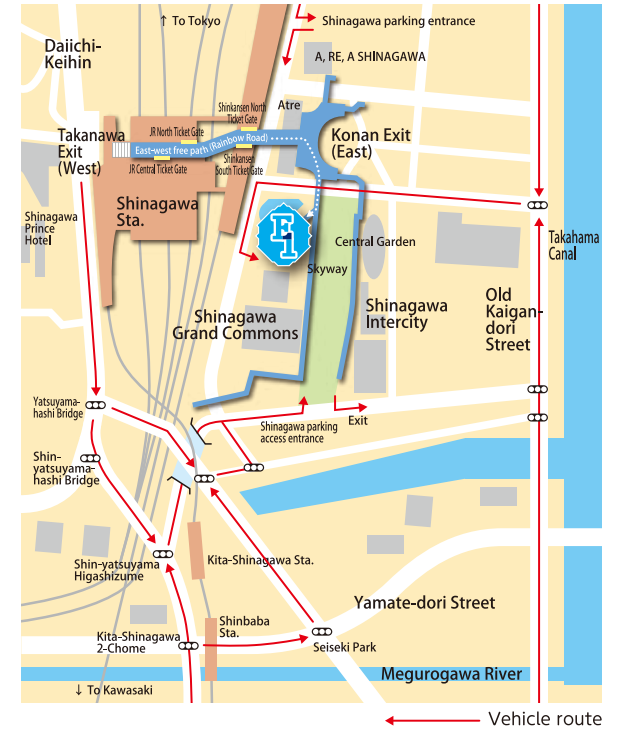 ↑ To Tokyo
Shinagawa parking entrance
Daiichi-
Keihin
A, RE, A SHINAGAWA
Shinkansen North
Ticket Gate
Atre
Takanawa
Exit
(West)
JR North Ticket Gate
East-west free path (Rainbow Road)
Konan Exit
(East)
JR Central Ticket Gate
Shinkansen
South Ticket Gate
Shinagawa
Sta.
Shinagawa
Prince
Hotel
E
1
Central Garden
Takahama
Canal
Skyway
Shinagawa
Grand Commons
Shinagawa
Intercity
Old
Kaigan-
dori
Street
Yatsuyama-
hashi Bridge
Shinagawa parking
access entrance
Exit
Shin-
yatsuyama-
hashi Bridge
Shin-yatsuyama
Higashizume
Kita-Shinagawa Sta.
Yamate-dori Street
Shinbaba
Sta.
Kita-Shinagawa
2-Chome
Seiseki Park
Megurogawa River
↓ To Kawasaki
Vehicle route